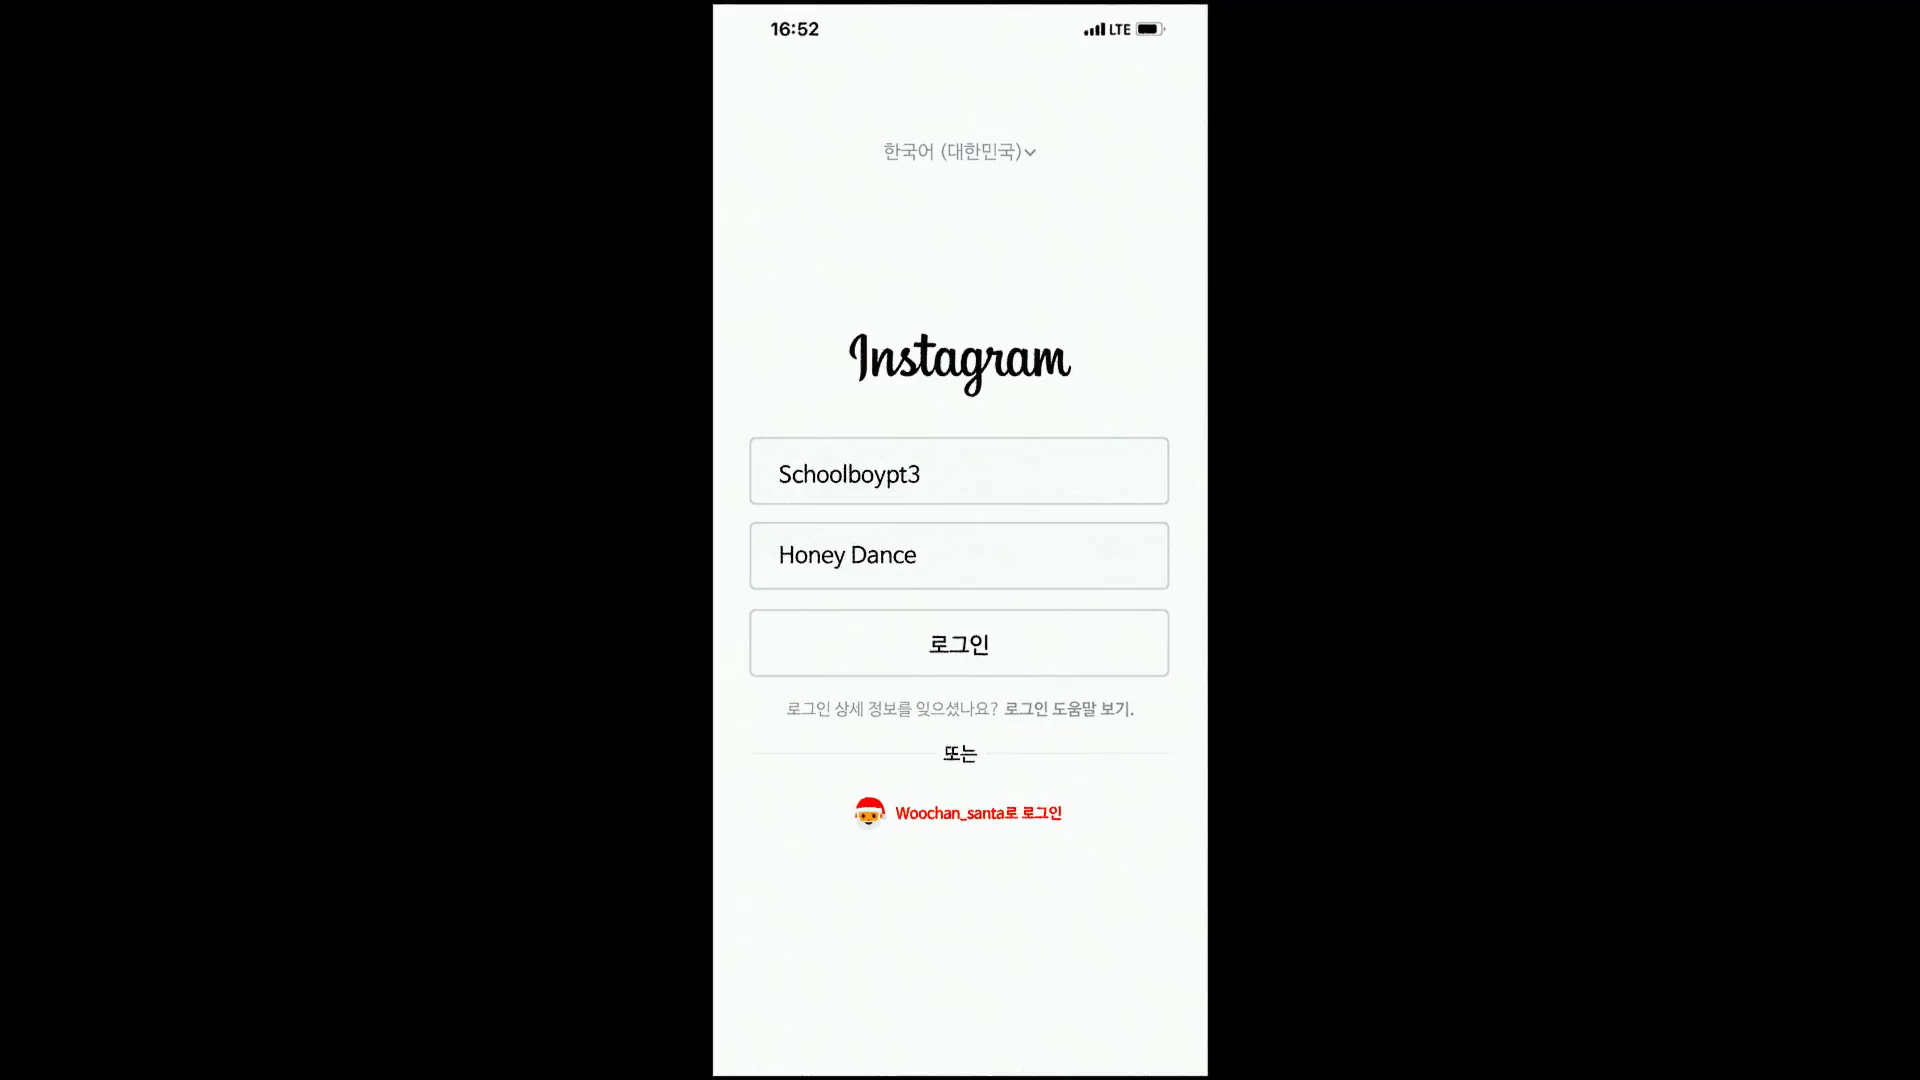 16:52
LTE
한국어 (대한민국)
Instagram
Schoolboypt3
Honey Dance
로그인
로그인 상세 정보를 잊으셨나요? 로그인 도움말 보기.
또는
Woochan_santa로 로그인